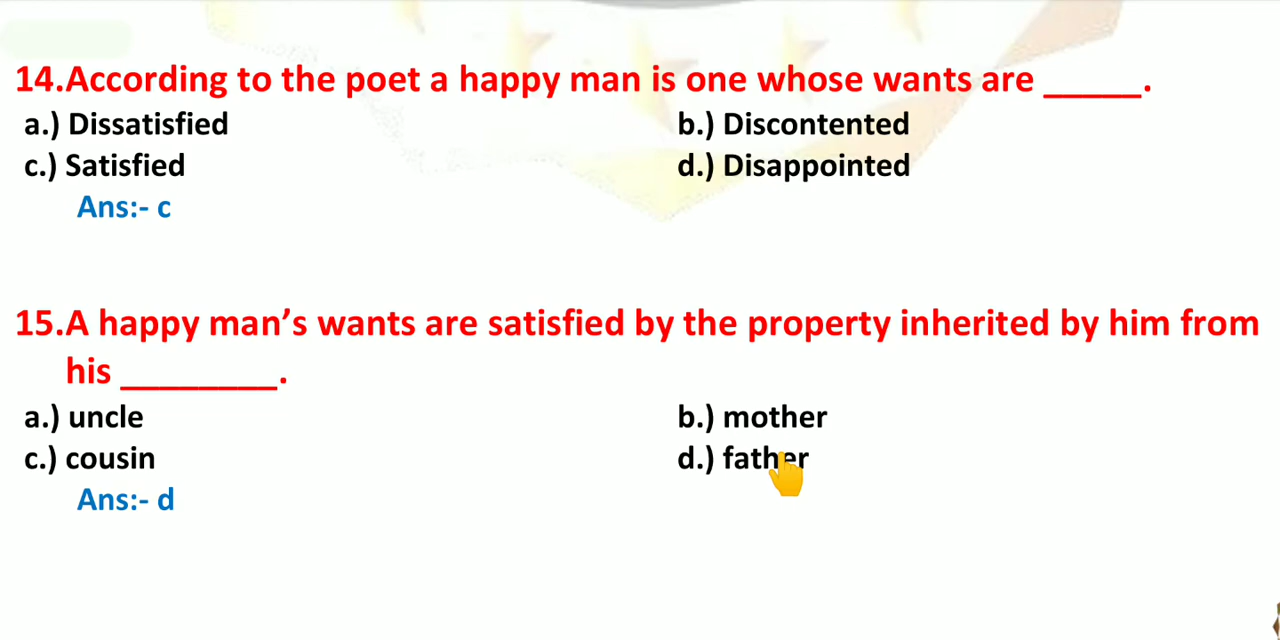 14.According to the poet a happy man is one whose wants are _____.
a.) Dissatisfied b.) Discontented
c.) Satisfied d.) Disappointed
Ans:- c
15.A happy man’s wants are satisfied by the property inherited by him from
his ________.
a.) uncle b.) mother
c.) cousin d.) father
Ans:- d